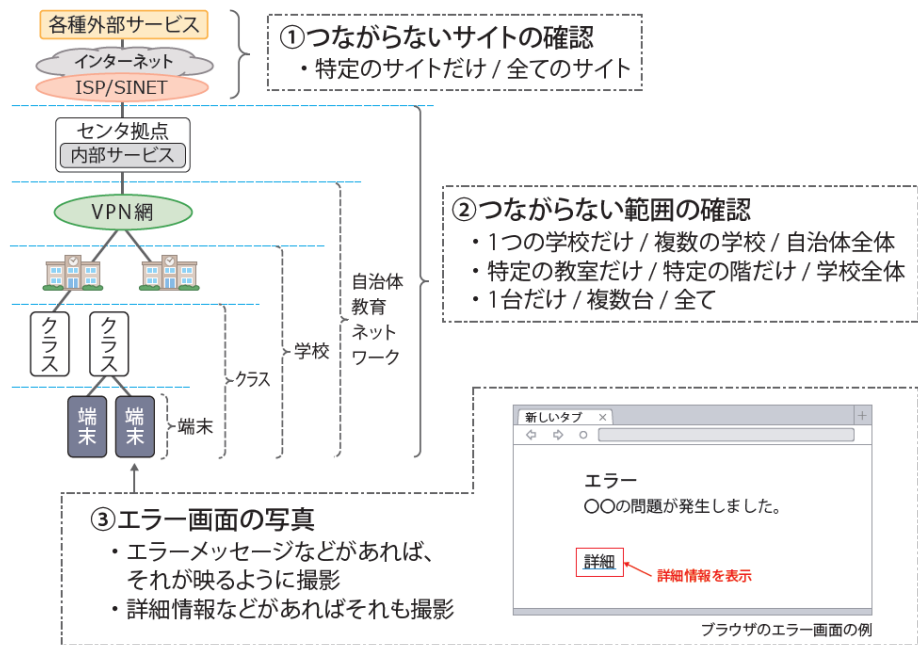 各種外部サービス
インターネット
ISP/SINET
①つながらないサイトの確認
・特定のサイトだけ / 全てのサイト
センタ拠点
内部サービス
VPN網
②つながらない範囲の確認
・1つの学校だけ / 複数の学校 / 自治体全体
・特定の教室だけ / 特定の階だけ / 学校全体
・1台だけ / 複数台 / 全て
クラス
クラス
端末
端末
端末
クラス
学校
自治体
教育
ネット
ワーク
③エラー画面の写真
・エラーメッセージなどがあれば、
それが映るように撮影
・詳細情報などがあればそれも撮影
新しいタブ ×
+
エラー
〇〇の問題が発生しました。
詳細
詳細情報を表示
ブラウザのエラー画面の例